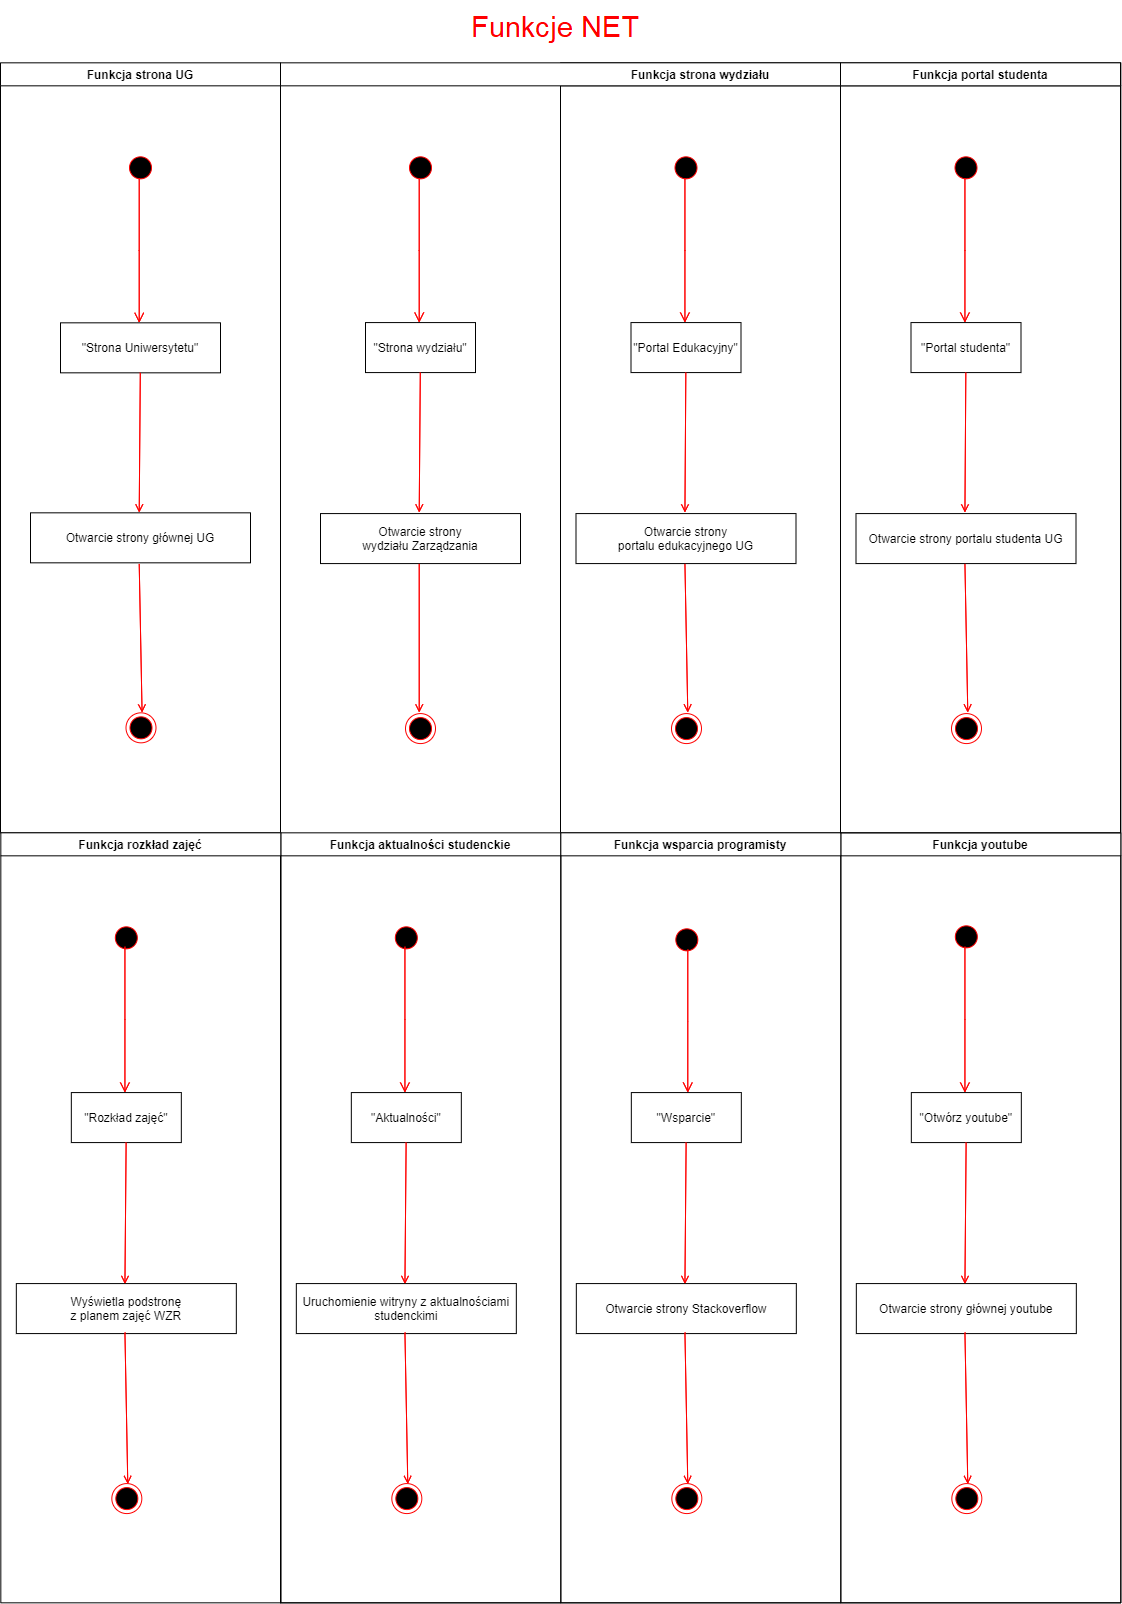 Funkcje NET
Funkcja strona UG
Funkcja strona wydziału
Funkcja portal studenta
"Strona Uniwersytetu"
"Strona wydziału"
"Portal Edukacyjny"
"Portal studenta"
Otwarcie strony głównej UG
Otwarcie strony
wydziału Zarządzania
Otwarcie strony
portalu edukacyjnego UG
Otwarcie strony portalu studenta UG
Funkcja rozkład zajęć
Funkcja aktualności studenckie
Funkcja wsparcia programisty
Funkcja youtube
"Rozkład zajęć"
"Aktualności"
"Wsparcie"
"Otwórz youtube"
Wyświetla podstronę
z planem zajęć WZR
Uruchomienie witryny z aktualnościami
studenckimi
Otwarcie strony Stackoverflow
Otwarcie strony głównej youtube